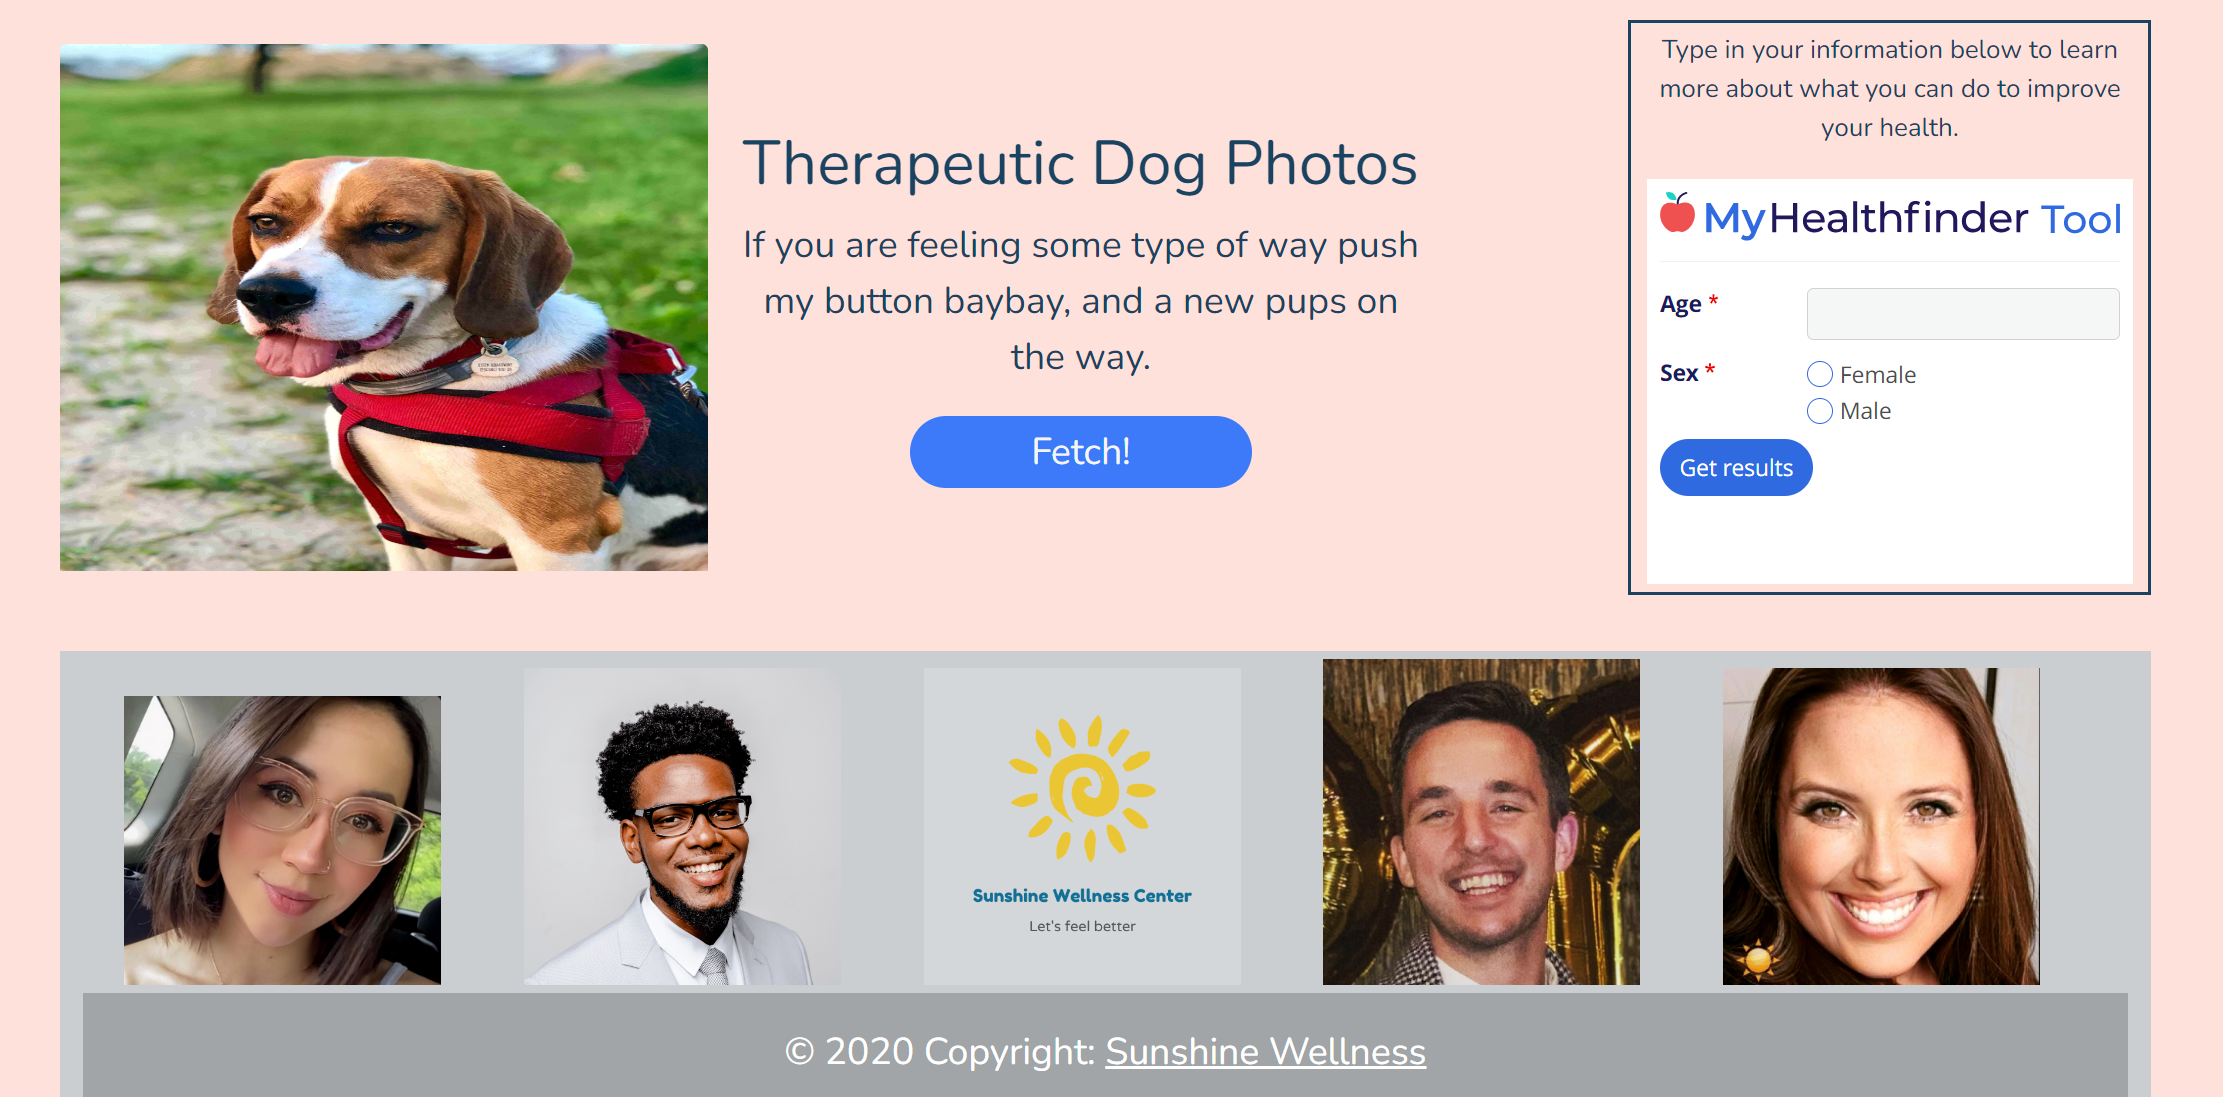 Therapeutic Dog Photos
If you are feeling some type of way push
my button baybay, and a new pups on
the way.
Fetch!
Type in your information below to learn
more about what you can do to improve
your health.
MyHealthfinder Tool
Age *
Sex *
Female
Male
Get results
Sunshine Wellness Center
Let's feel better
© 2020 Copyright: Sunshine Wellness